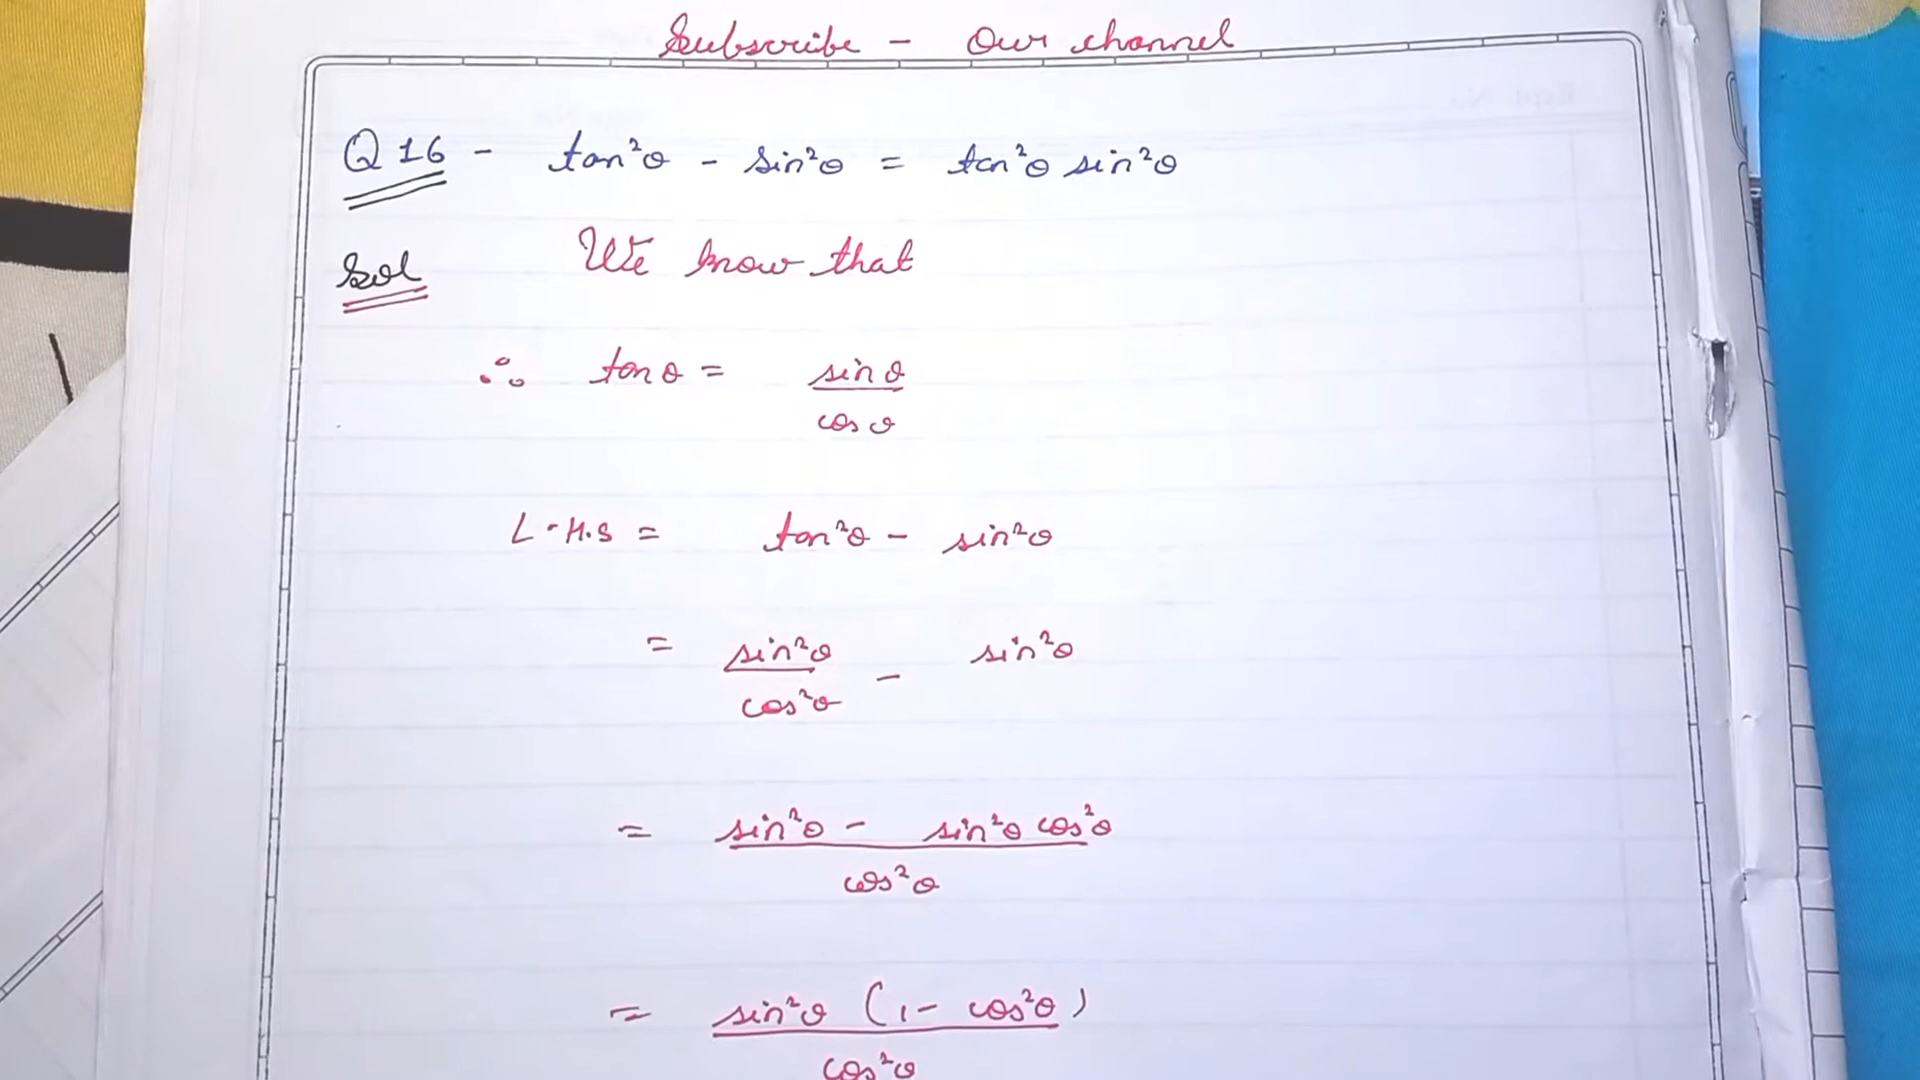 Subscribe - Our channel
Q16 - tan²θ - sin²θ = tan²θ sin²θ
Sol We know that
∴ tanθ = sinθ
cosθ
L.H.S = tan²θ - sin²θ
= sin²θ - sin²θ
cos²θ
= sin²θ - sin²θ cos²θ
cos²θ
= sin²θ (1 - cos²θ)
cos²θ